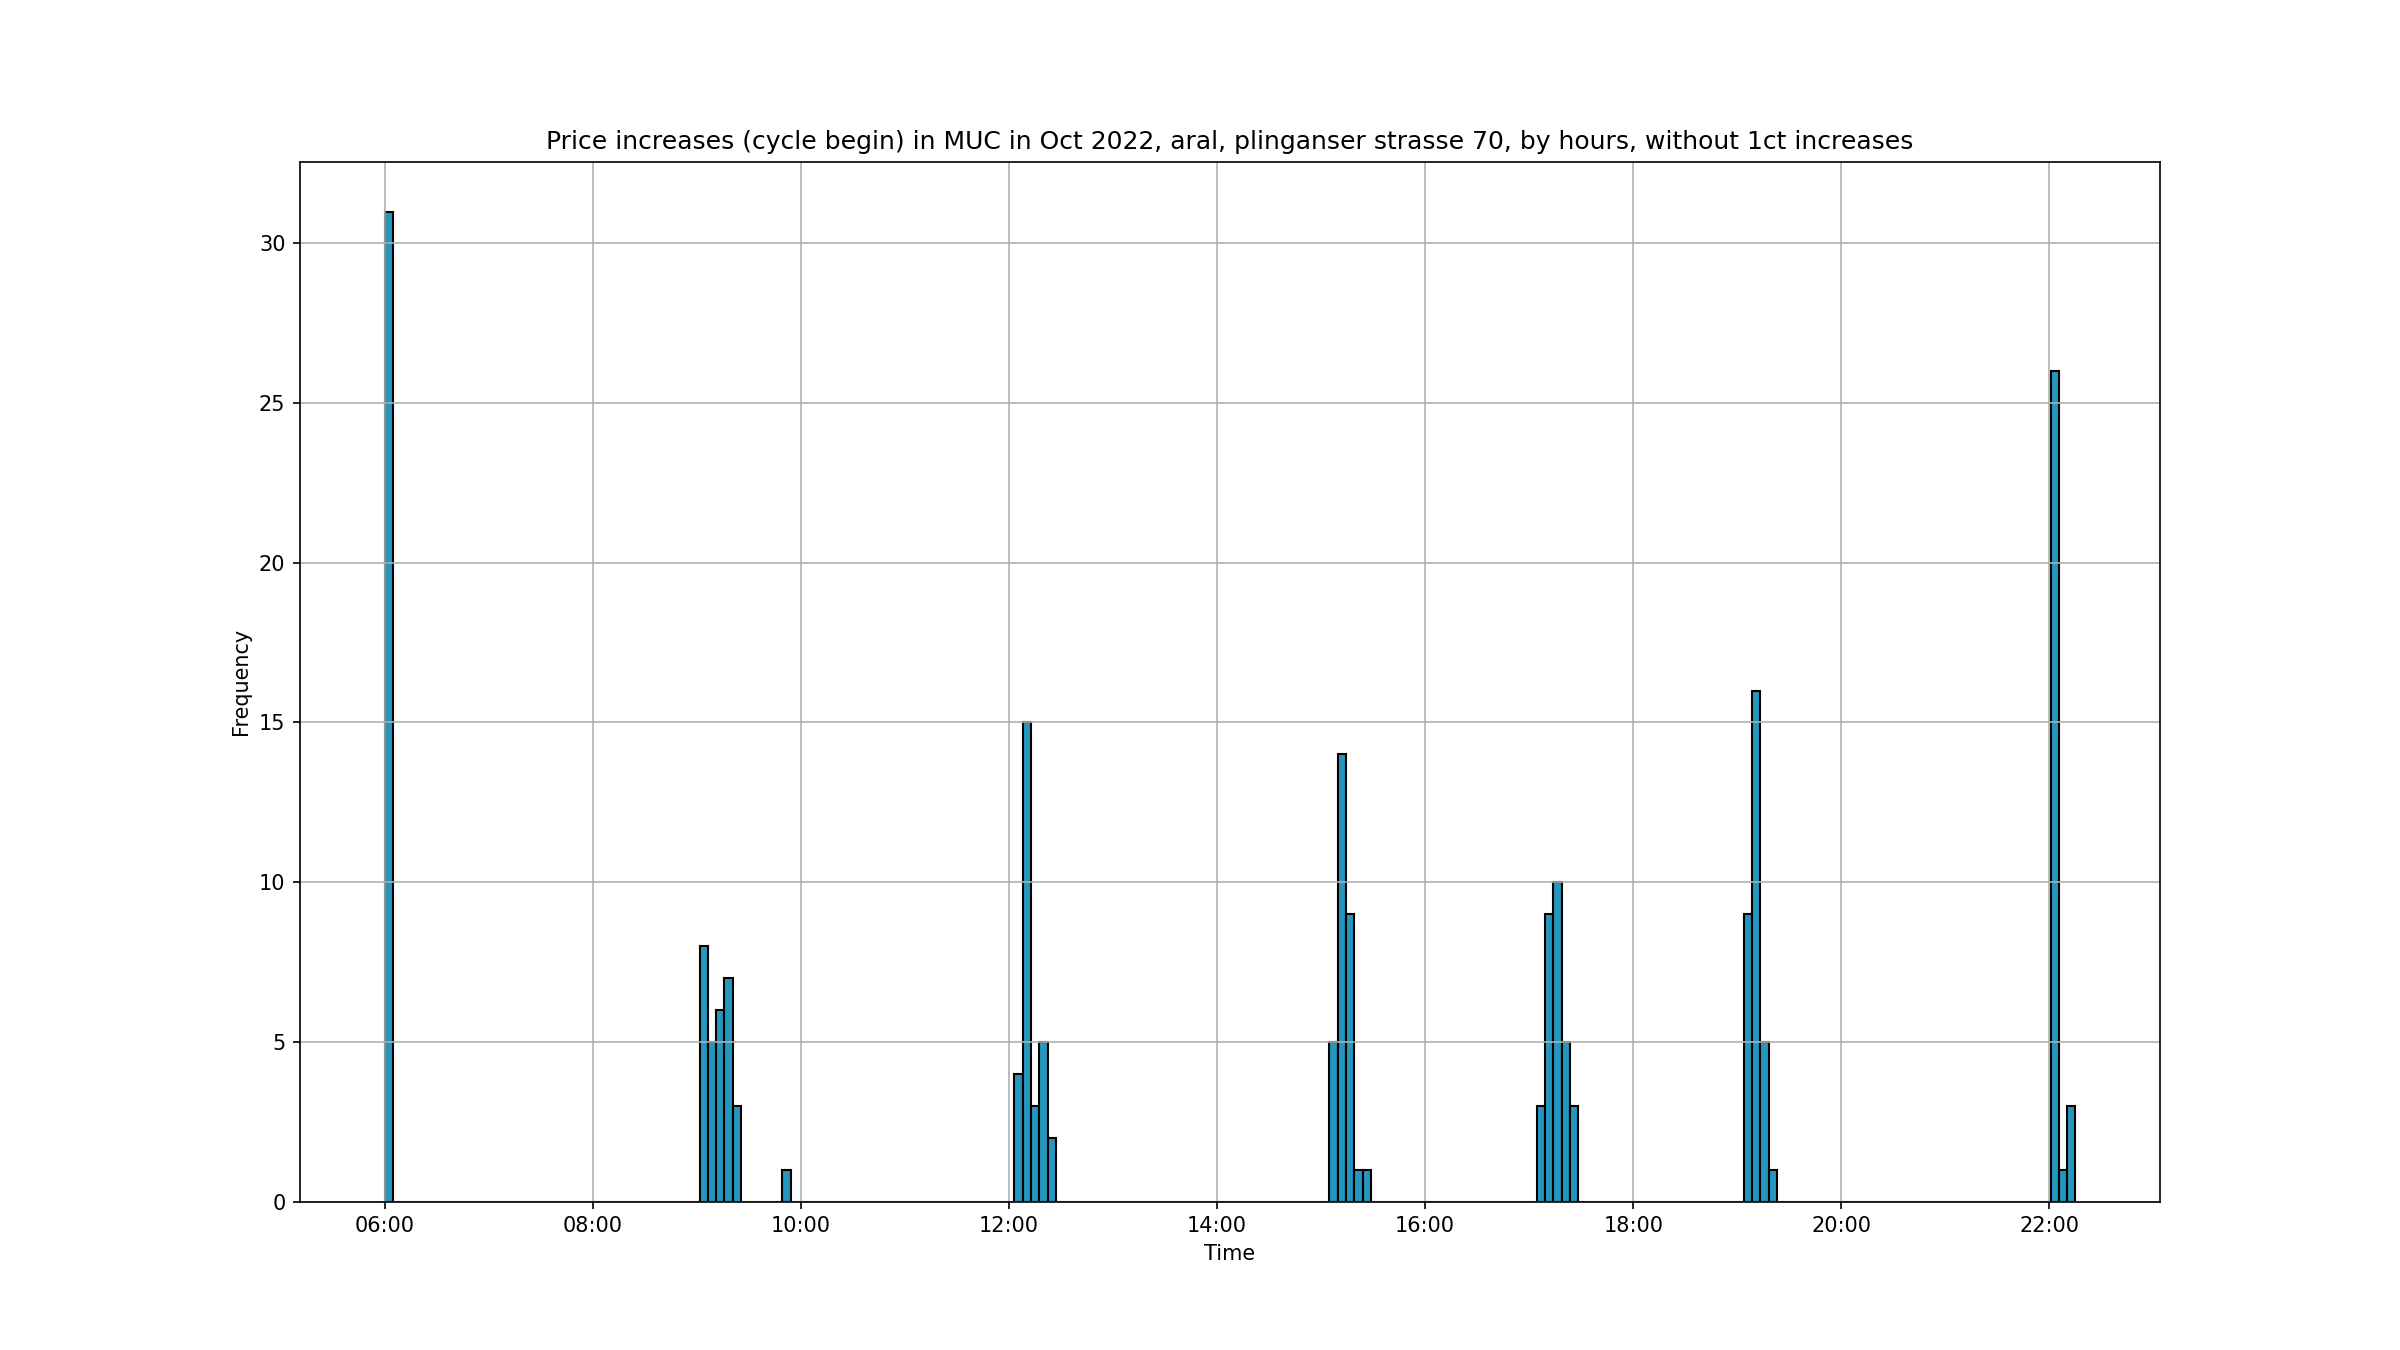 Price increases (cycle begin) in MUC in Oct 2022, aral, plinganser strasse 70, by hours, without 1ct increases
30
25
20
15
10
5
0
Frequency
06:00 08:00 10:00 12:00 14:00 16:00 18:00 20:00 22:00
Time